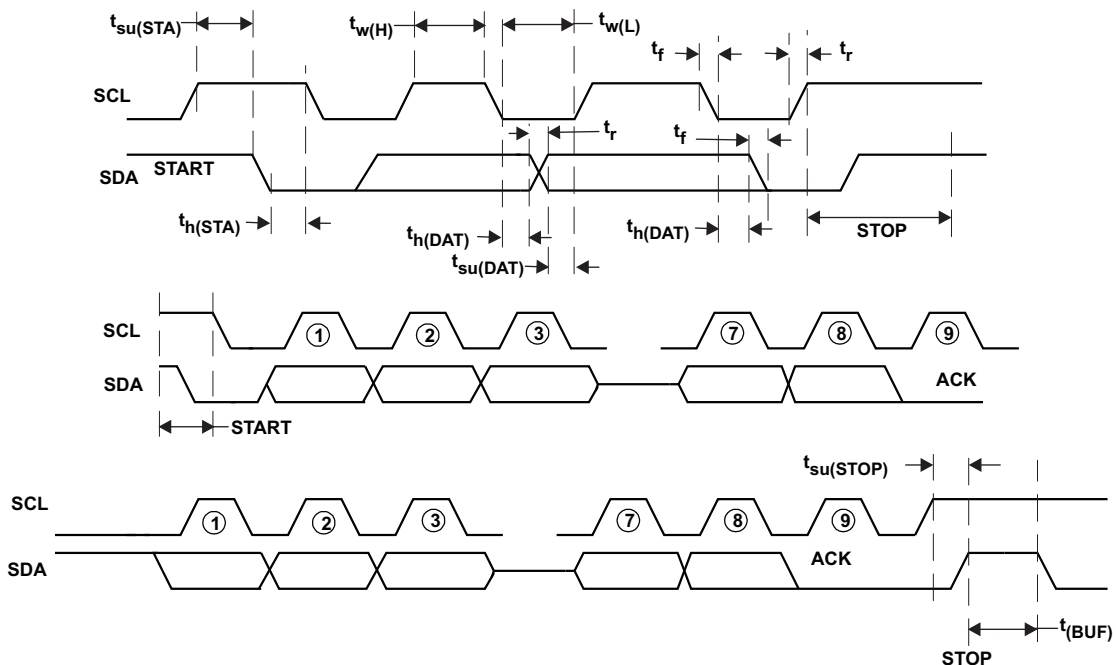 tsu(STA) tw(H) tw(L) tf tr
SCL
tr tf
SDA START
th(STA) th(DAT) th(DAT) STOP
tsu(DAT)
SCL 1 2 3 7 8 9
SDA ACK
START
tsu(STOP)
SCL 1 2 3 7 8 9
SDA ACK
t(BUF)
STOP